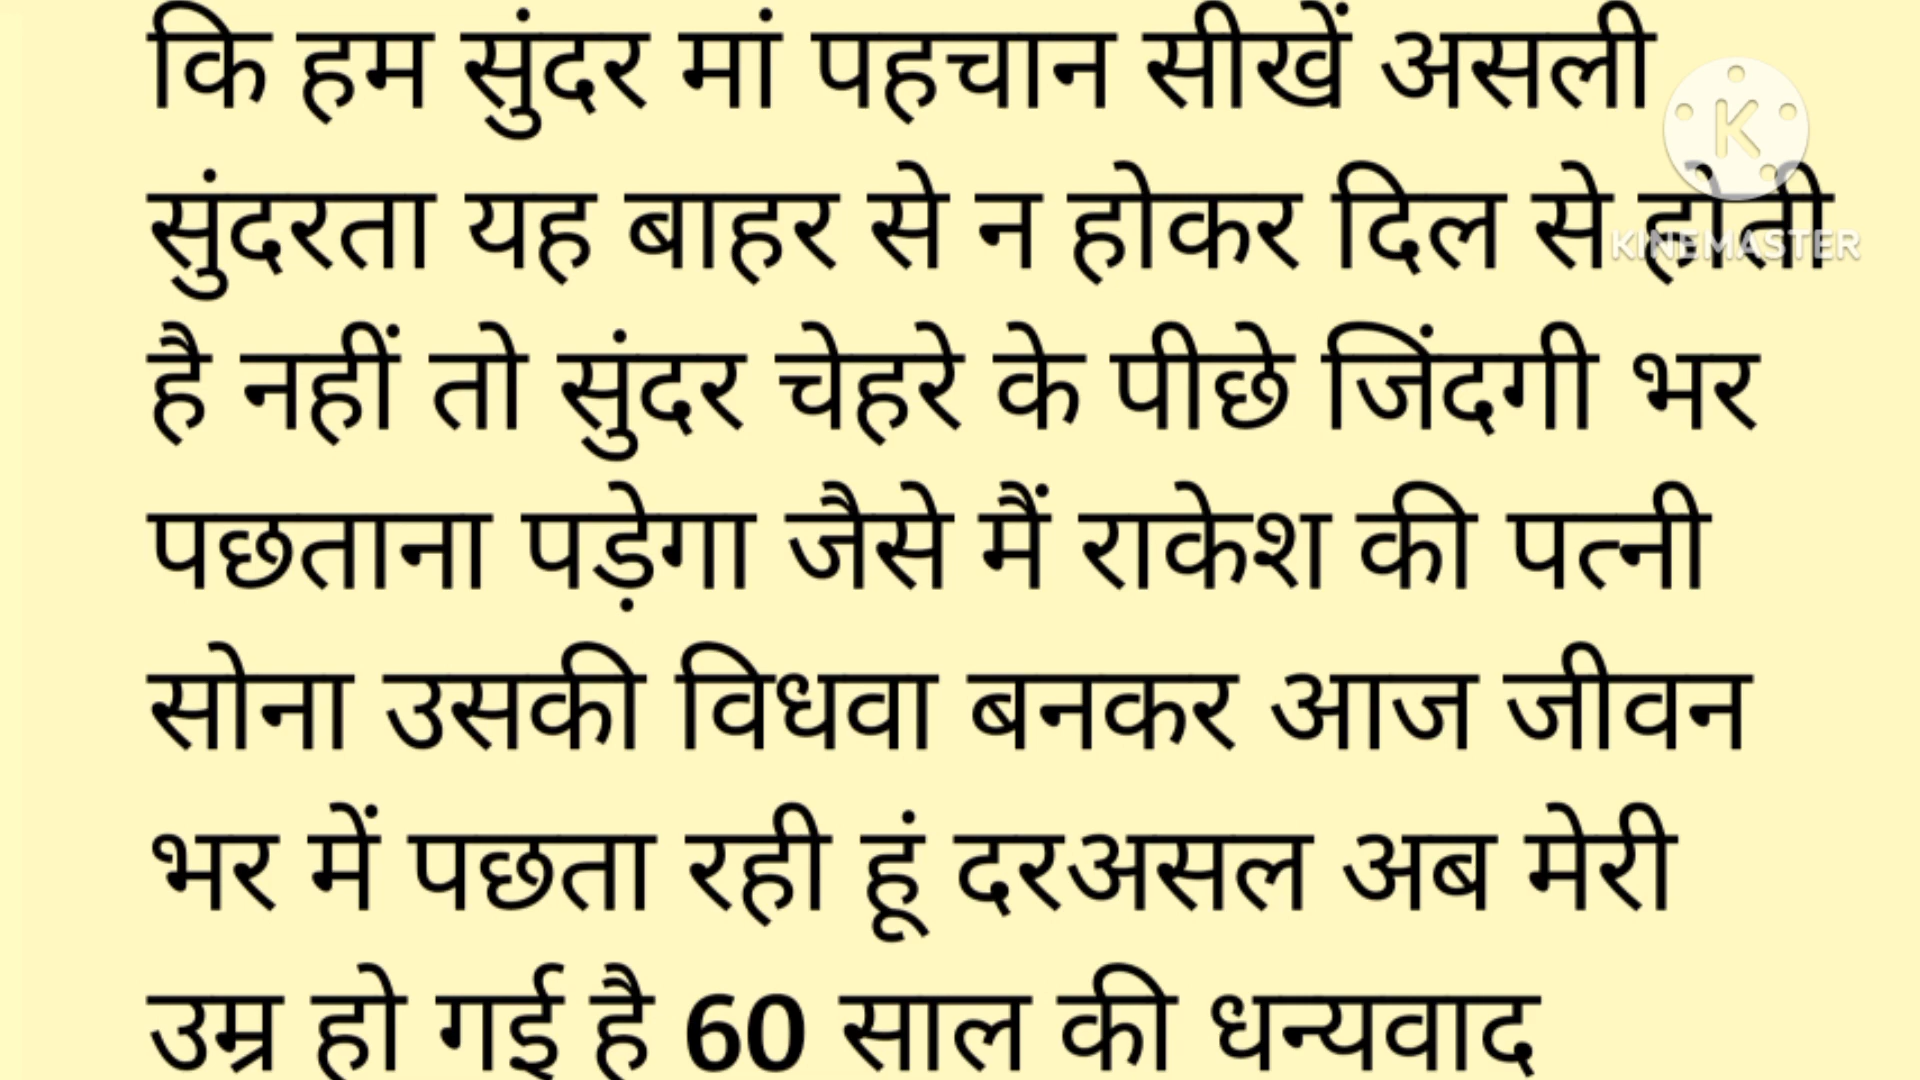 कि हम सुंदर मां पहचान सीखें असली
सुंदरता यह बाहर से न होकर दिल से होती
है नहीं तो सुंदर चेहरे के पीछे जिंदगी भर
पछताना पड़ेगा जैसे मैं राकेश की पत्नी
सोना उसकी विधवा बनकर आज जीवन
भर में पछता रही हूं दरअसल अब मेरी
उम्र हो गई है 60 साल की धन्यवाद
K
KINEMASTER